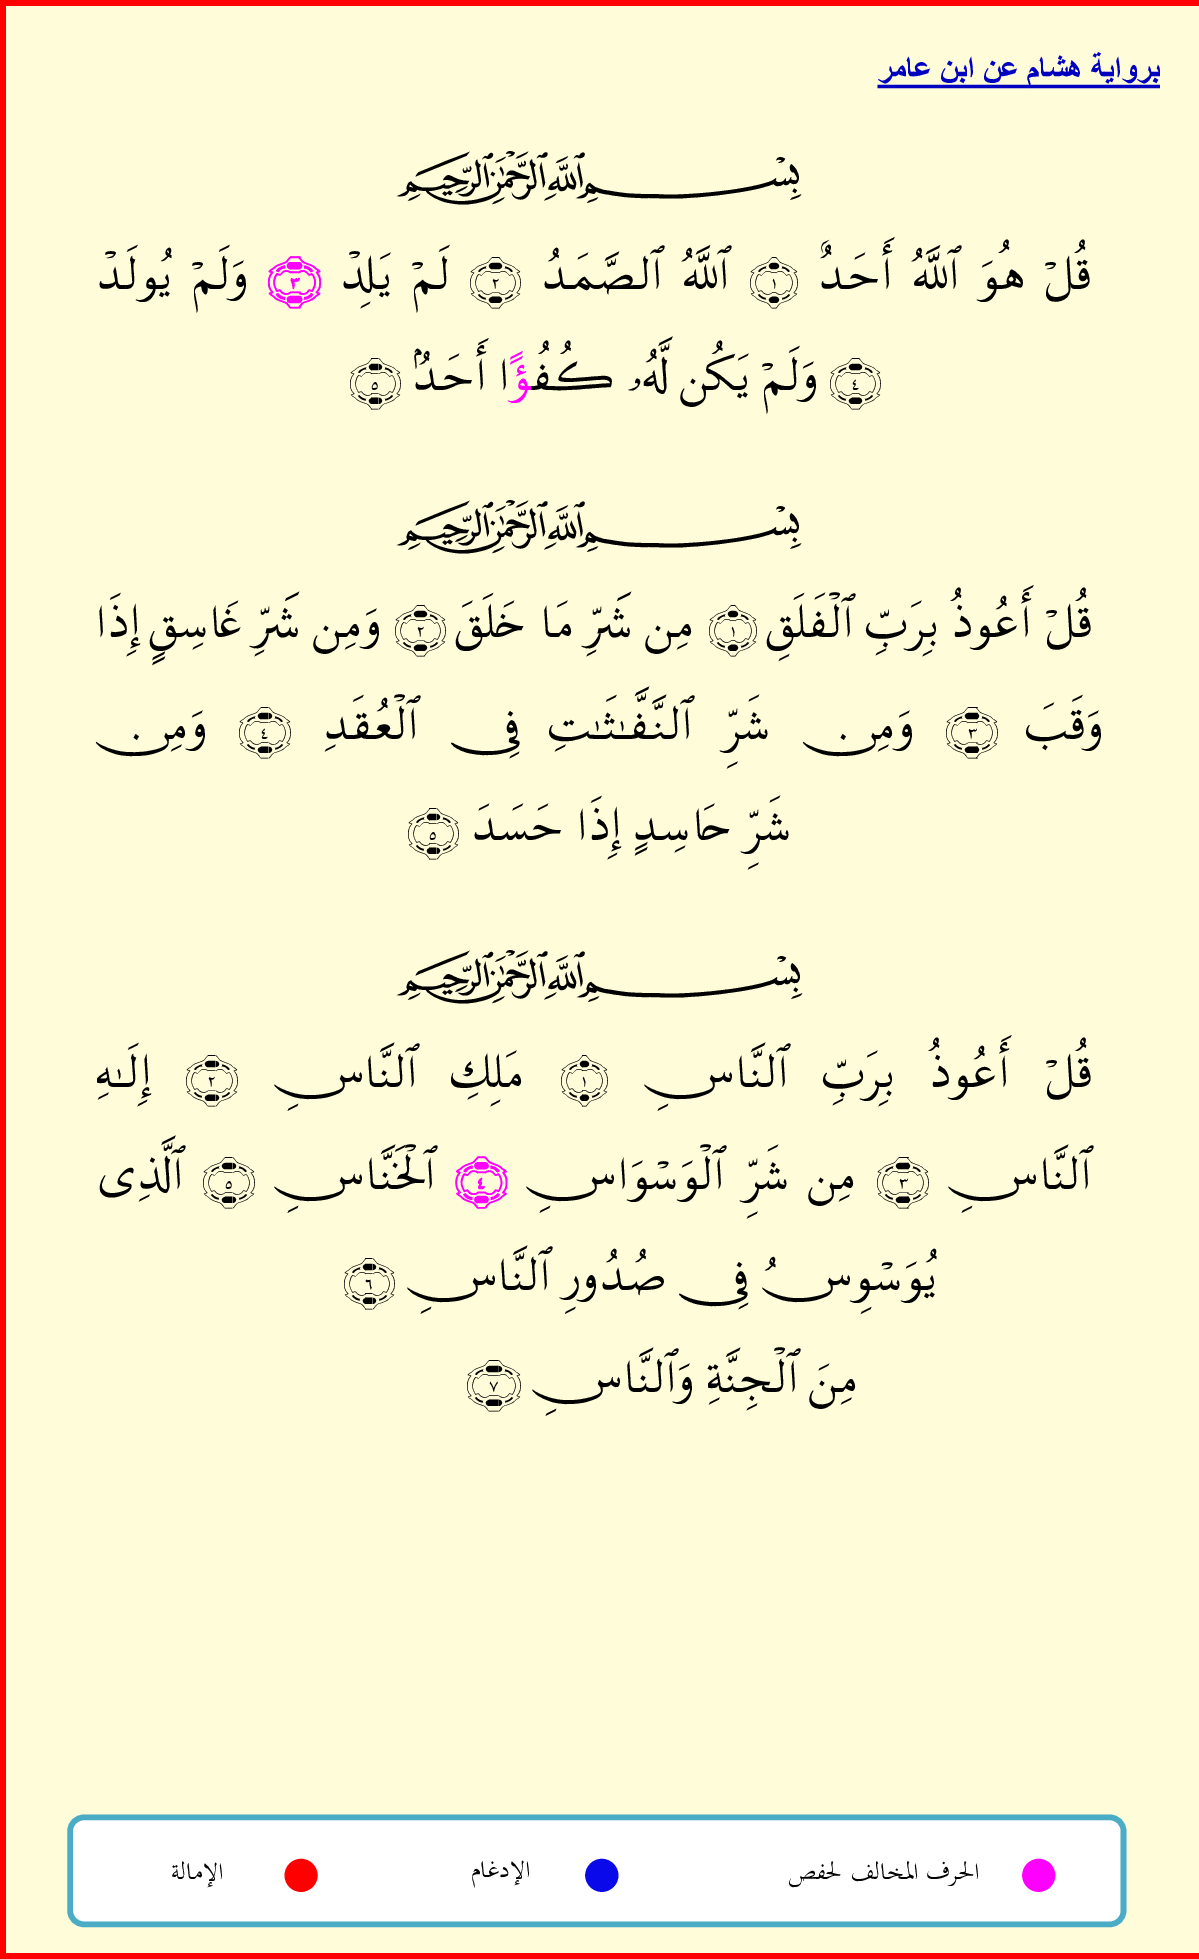 برواية هشام عن ابن عامر
بِسْمِ ٱللَّهِ ٱلرَّحْمَٰنِ ٱلرَّحِيمِ
قُلْ هُوَ ٱللَّهُ أَحَدٌ ١ ٱللَّهُ ٱلصَّمَدُ ٢ لَمْ يَلِدْ ٣ وَلَمْ يُولَدْ
٤ وَلَمْ يَكُن لَّهُۥ كُفُؤًا أَحَدٌۢ ٥
بِسْمِ ٱللَّهِ ٱلرَّحْمَٰنِ ٱلرَّحِيمِ
قُلْ أَعُوذُ بِرَبِّ ٱلْفَلَقِ ١ مِن شَرِّ مَا خَلَقَ ٢ وَمِن شَرِّ غَاسِقٍ إِذَا
وَقَبَ ٣ وَمِن شَرِّ ٱلنَّفَّٰثَٰتِ فِى ٱلْعُقَدِ ٤ وَمِن
شَرِّ حَاسِدٍ إِذَا حَسَدَ ٥
بِسْمِ ٱللَّهِ ٱلرَّحْمَٰنِ ٱلرَّحِيمِ
قُلْ أَعُوذُ بِرَبِّ ٱلنَّاسِ ١ مَلِكِ ٱلنَّاسِ ٢ إِلَٰهِ
ٱلنَّاسِ ٣ مِن شَرِّ ٱلْوَسْوَاسِ ٤ ٱلْخَنَّاسِ ٥ ٱلَّذِى
يُوَسْوِسُ فِى صُدُورِ ٱلنَّاسِ ٦
مِنَ ٱلْجِنَّةِ وَٱلنَّاسِ ٧
الحرف المخالف لحفص الإدغام الإمالة